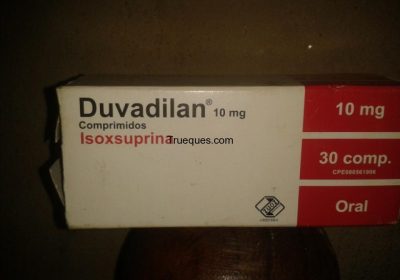 Duvadilan® 10 mg
Comprimidos
Isoxsuprina
Trueques.com
10 mg
30 comp.
Oral